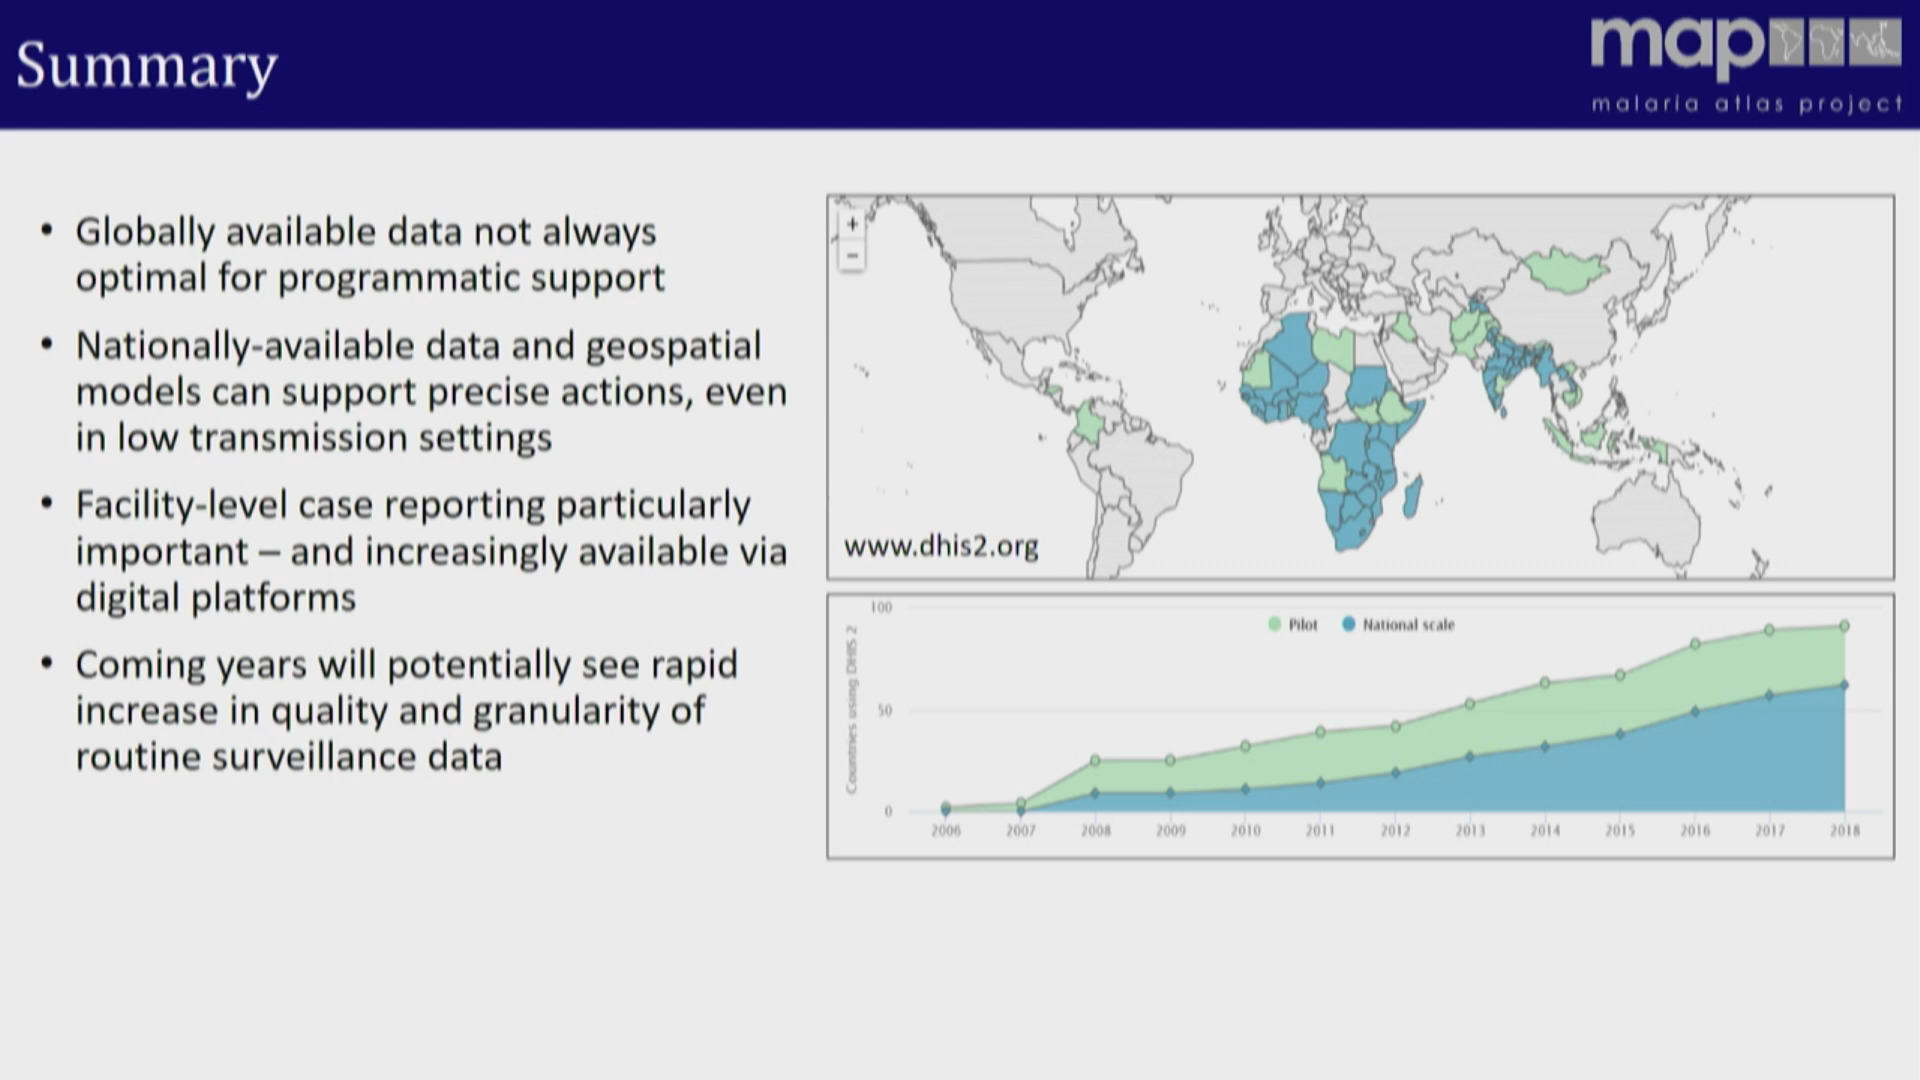 Summary
map
malaria atlas project
• Globally available data not always
optimal for programmatic support
• Nationally-available data and geospatial
models can support precise actions, even
in low transmission settings
• Facility-level case reporting particularly
important – and increasingly available via
digital platforms
• Coming years will potentially see rapid
increase in quality and granularity of
routine surveillance data
+
−
www.dhis2.org
Pilot National scale
Countries using DHIS 2
100
50
0
2006 2007 2008 2009 2010 2011 2012 2013 2014 2015 2016 2017 2018